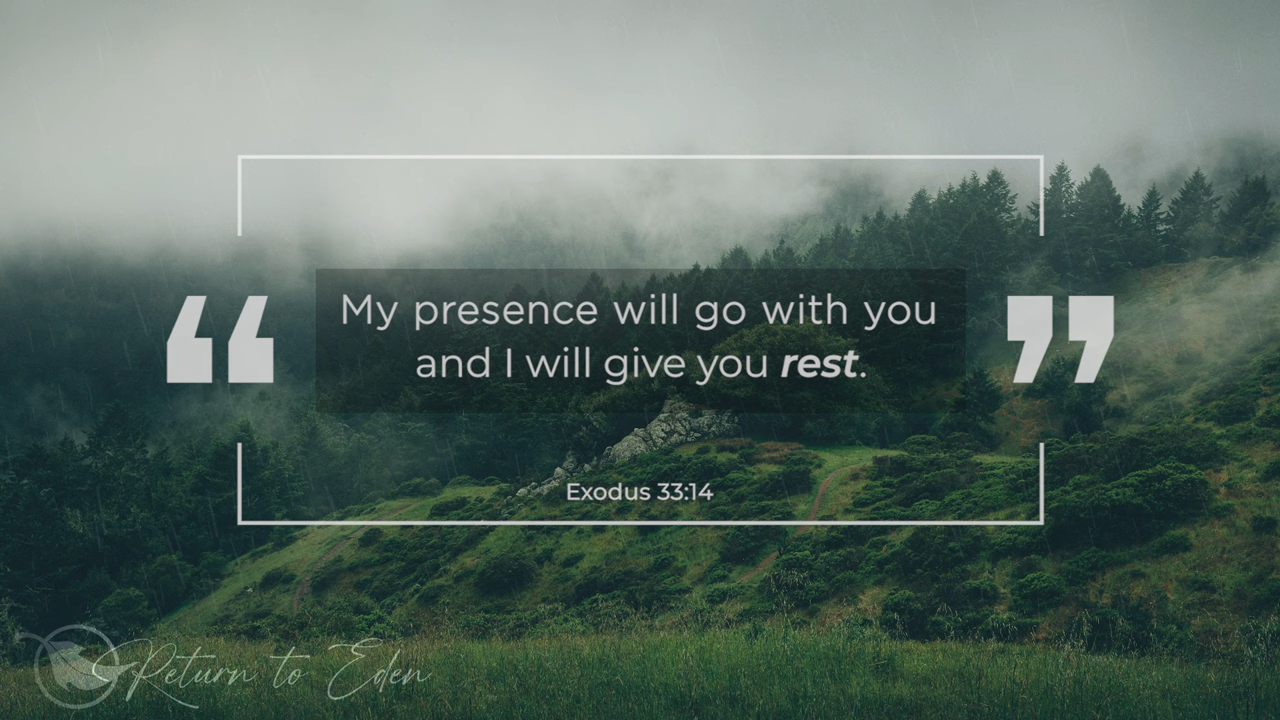 My presence will go with you
and I will give you rest.
Exodus 33:14
Return to Eden